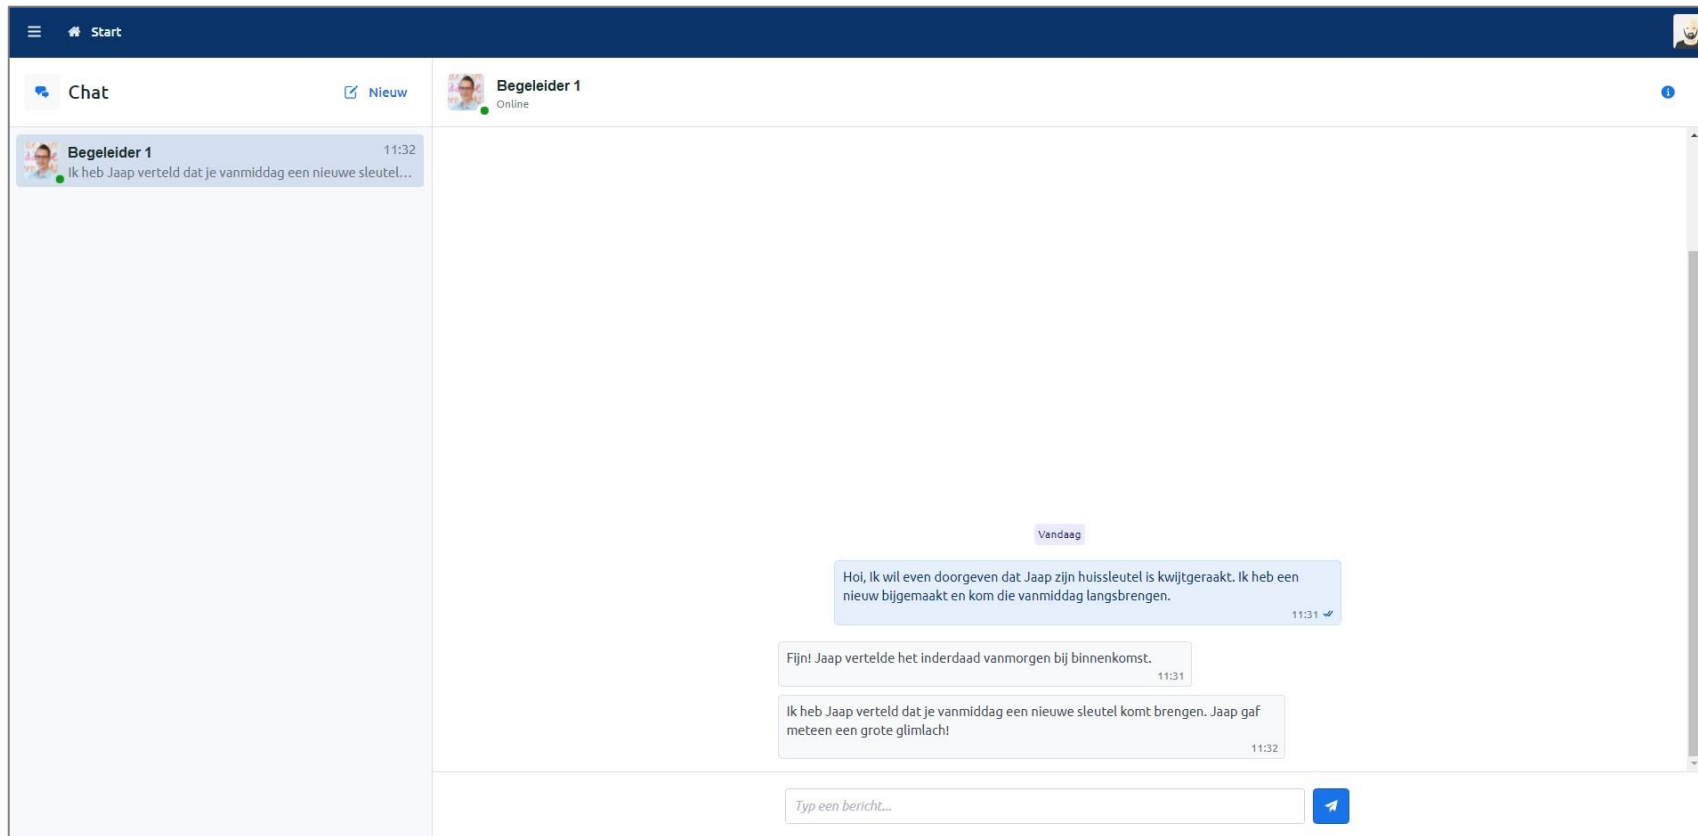 Start
Chat
Nieuw
Begeleider 1
11:32
Ik heb Jaap verteld dat je vanmiddag een nieuwe sleutel...
Begeleider 1
Online
Vandaag
Hoi, Ik wil even doorgeven dat Jaap zijn huissleutel is kwijtgeraakt. Ik heb een
nieuw bijgemaakt en kom die vanmiddag langsbrengen.
11:31
Fijn! Jaap vertelde het inderdaad vanmorgen bij binnenkomst.
11:31
Ik heb Jaap verteld dat je vanmiddag een nieuwe sleutel komt brengen. Jaap gaf
meteen een grote glimlach!
11:32
Typ een bericht...